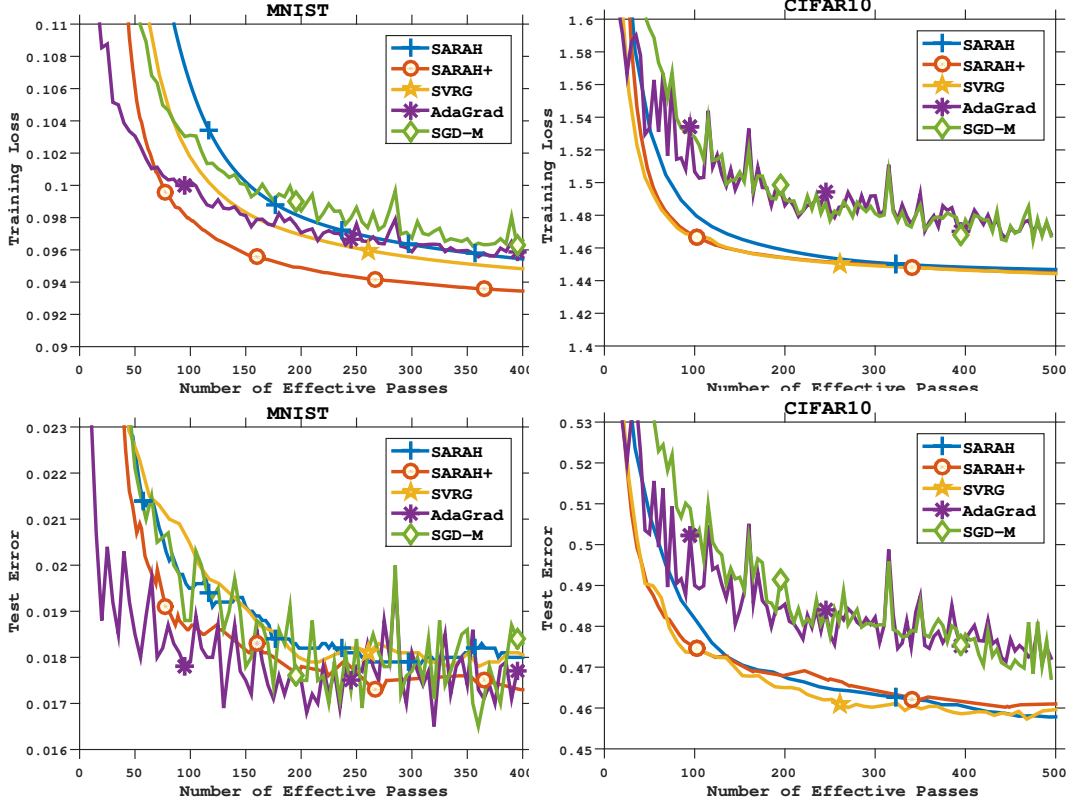 MNIST
Training Loss
0.11
0.108
0.106
0.104
0.102
0.1
0.098
0.096
0.094
0.092
0.09
0 50 100 150 200 250 300 350 400
Number of Effective Passes
SARAH
SARAH+
SVRG
AdaGrad
SGD-M
CIFAR10
Training Loss
1.6
1.58
1.56
1.54
1.52
1.5
1.48
1.46
1.44
1.42
1.4
0 100 200 300 400 500
Number of Effective Passes
SARAH
SARAH+
SVRG
AdaGrad
SGD-M
MNIST
Test Error
0.023
0.022
0.021
0.02
0.019
0.018
0.017
0.016
0 50 100 150 200 250 300 350 400
Number of Effective Passes
SARAH
SARAH+
SVRG
AdaGrad
SGD-M
CIFAR10
Test Error
0.53
0.52
0.51
0.5
0.49
0.48
0.47
0.46
0.45
0 100 200 300 400 500
Number of Effective Passes
SARAH
SARAH+
SVRG
AdaGrad
SGD-M